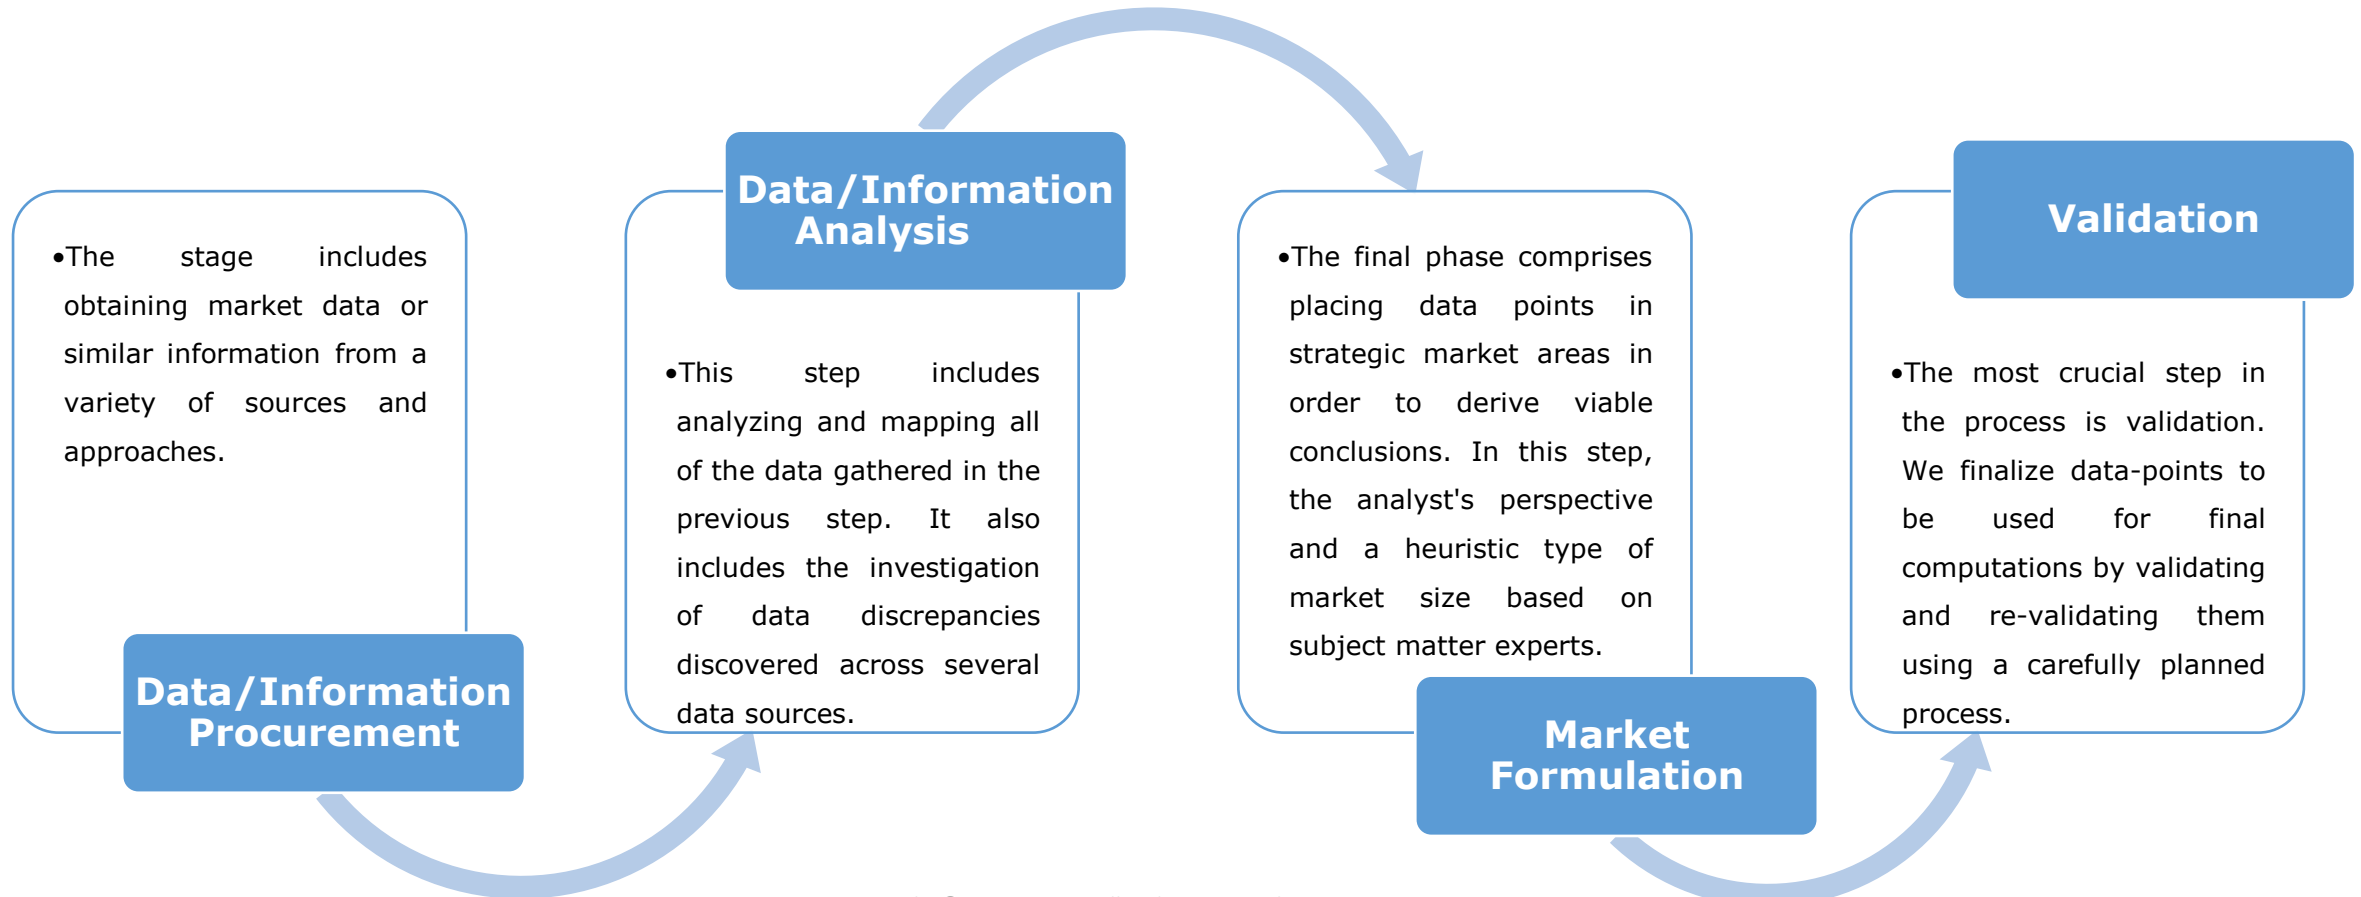 •The stage includes
obtaining market data or
similar information from a
variety of sources and
approaches.
Data/Information
Procurement
Data/Information
Analysis
•This step includes
analyzing and mapping all
of the data gathered in the
previous step. It also
includes the investigation
of data discrepancies
discovered across several
data sources.
•The final phase comprises
placing data points in
strategic market areas in
order to derive viable
conclusions. In this step,
the analyst's perspective
and a heuristic type of
market size based on
subject matter experts.
Market
Formulation
Validation
•The most crucial step in
the process is validation.
We finalize data-points to
be used for final
computations by validating
and re-validating them
using a carefully planned
process.